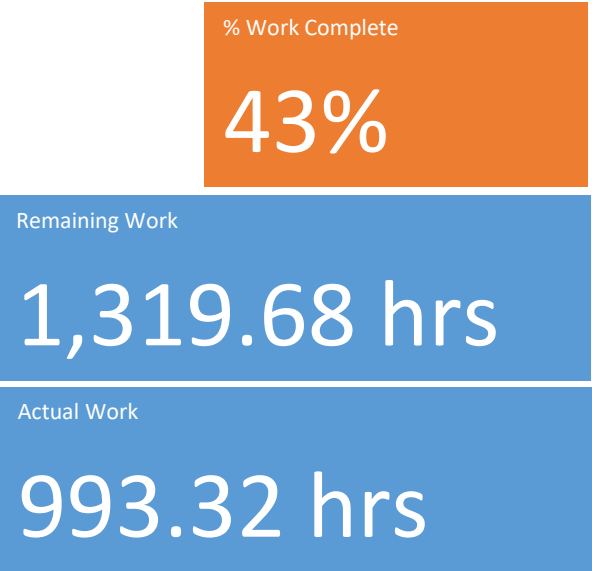 % Work Complete
43%
Remaining Work
1,319.68 hrs
Actual Work
993.32 hrs